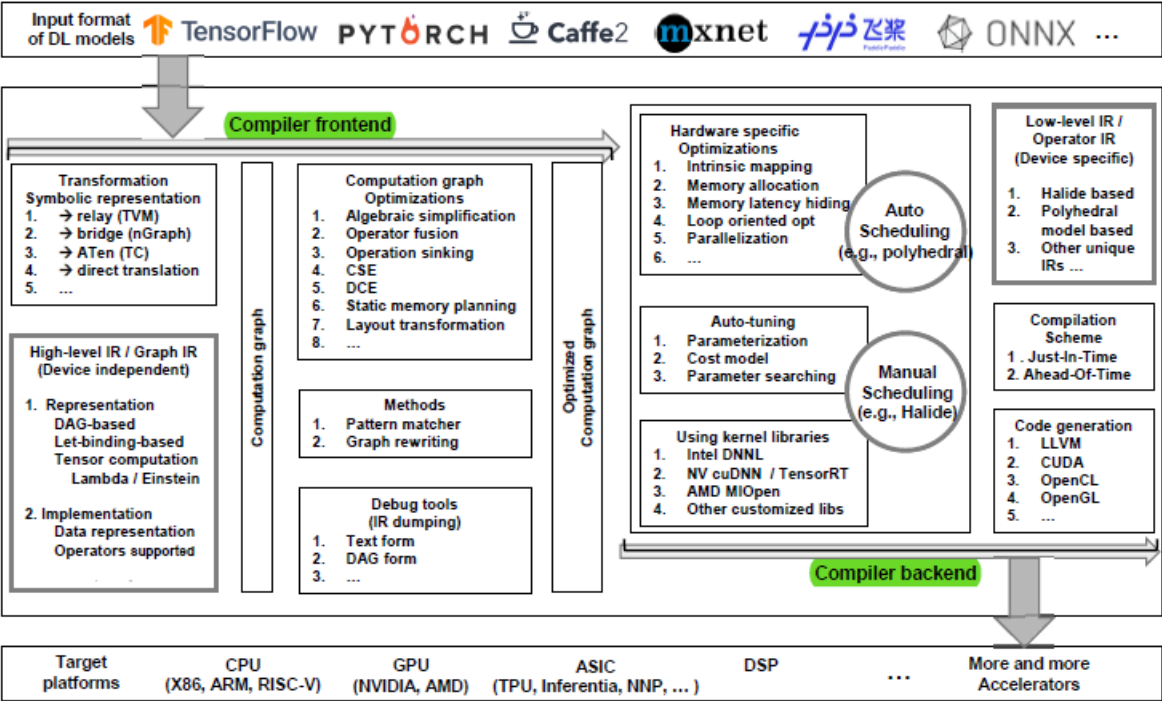 Input format
of DL models
TensorFlow
PYTORCH
Caffe2
mxnet
飞桨
PaddlePaddle
ONNX
...
Compiler frontend
Transformation
Symbolic representation
1. → relay (TVM)
2. → bridge (nGraph)
3. → ATen (TC)
4. → direct translation
5. ...
High-level IR / Graph IR
(Device independent)
1. Representation
DAG-based
Let-binding-based
Tensor computation
Lambda / Einstein
2. Implementation
Data representation
Operators supported
Computation graph
Computation graph
Optimizations
1. Algebraic simplification
2. Operator fusion
3. Operation sinking
4. CSE
5. DCE
6. Static memory planning
7. Layout transformation
8. ...
Methods
1. Pattern matcher
2. Graph rewriting
Debug tools
(IR dumping)
1. Text form
2. DAG form
3. ...
Optimized
Computation graph
Hardware specific
Optimizations
1. Intrinsic mapping
2. Memory allocation
3. Memory latency hiding
4. Loop oriented opt
5. Parallelization
6. ...
Auto
Scheduling
(e.g., polyhedral)
Auto-tuning
1. Parameterization
2. Cost model
3. Parameter searching
Manual
Scheduling
(e.g., Halide)
Using kernel libraries
1. Intel DNNL
2. NV cuDNN / TensorRT
3. AMD MIOpen
4. Other customized libs
Low-level IR /
Operator IR
(Device specific)
1. Halide based
2. Polyhedral
model based
3. Other unique
IRs ...
Compilation
Scheme
1 . Just-In-Time
2. Ahead-Of-Time
Code generation
1. LLVM
2. CUDA
3. OpenCL
4. OpenGL
5. ...
Compiler backend
Target
platforms
CPU
(X86, ARM, RISC-V)
GPU
(NVIDIA, AMD)
ASIC
(TPU, Inferentia, NNP, ... )
DSP
...
More and more
Accelerators